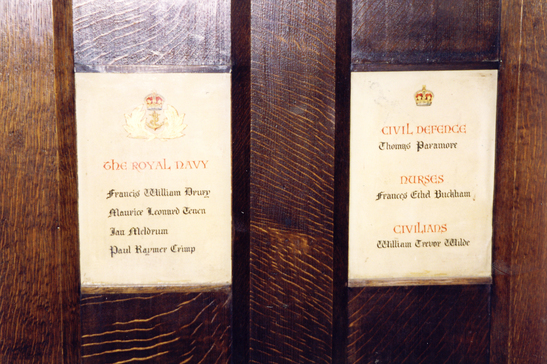 THE ROYAL NAVY
Francis William Drury
Maurice Leonard
Ian Meldrum
Paul Raymer Crimp
CIVIL DEFENCE
Thomas Paramore
NURSES
Frances Ethel Buckham
CIVILIANS
William Trevor Wilde